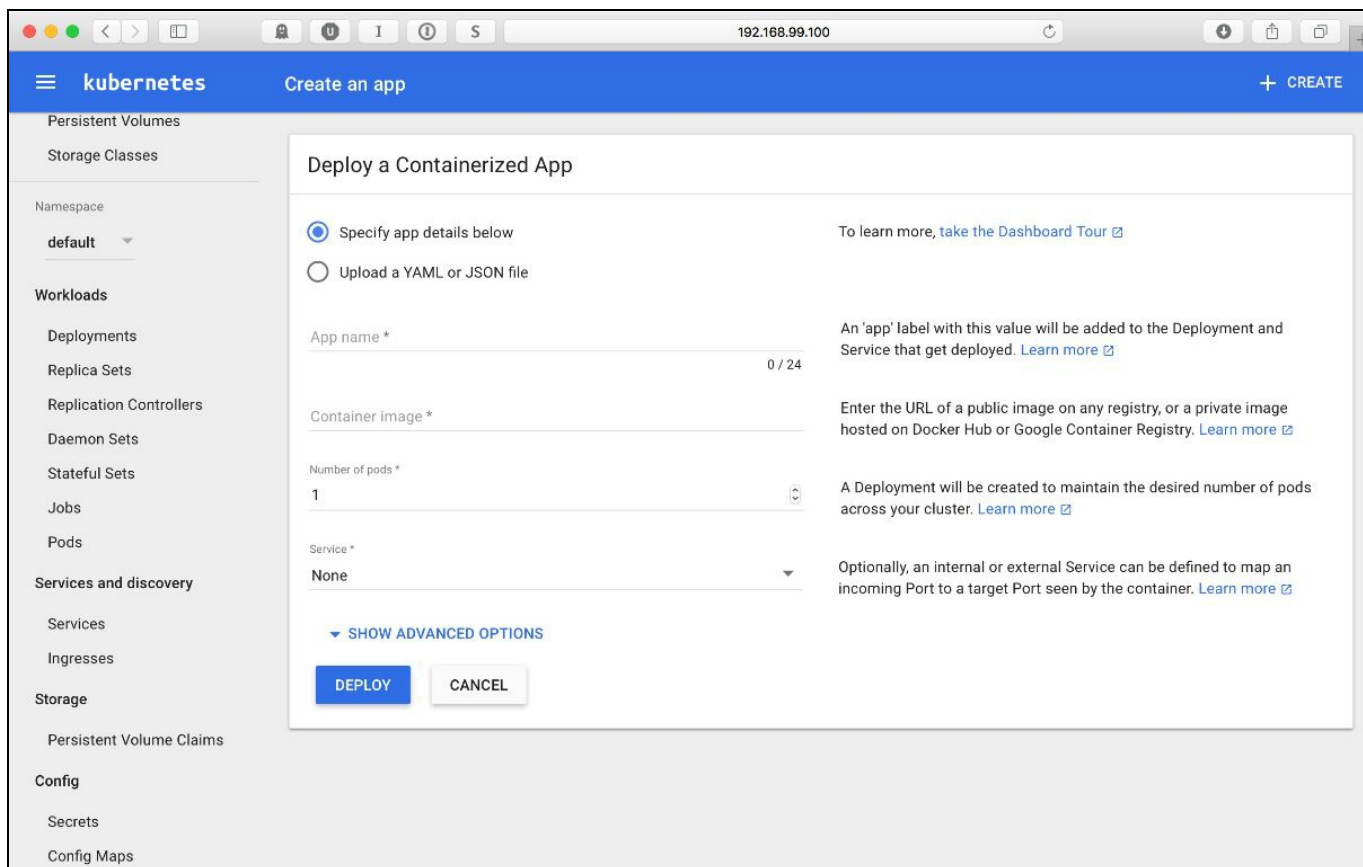 U I S 192.168.99.100
kubernetes Create an app + CREATE
Persistent Volumes
Storage Classes
Namespace
default
Workloads
Deployments
Replica Sets
Replication Controllers
Daemon Sets
Stateful Sets
Jobs
Pods
Services and discovery
Services
Ingresses
Storage
Persistent Volume Claims
Config
Secrets
Config Maps
Deploy a Containerized App
Specify app details below
To learn more, take the Dashboard Tour
Upload a YAML or JSON file
App name *
0 / 24
An 'app' label with this value will be added to the Deployment and
Service that get deployed. Learn more
Container image *
Enter the URL of a public image on any registry, or a private image
hosted on Docker Hub or Google Container Registry. Learn more
Number of pods *
1
A Deployment will be created to maintain the desired number of pods
across your cluster. Learn more
Service *
None
Optionally, an internal or external Service can be defined to map an
incoming Port to a target Port seen by the container. Learn more
SHOW ADVANCED OPTIONS
DEPLOY CANCEL